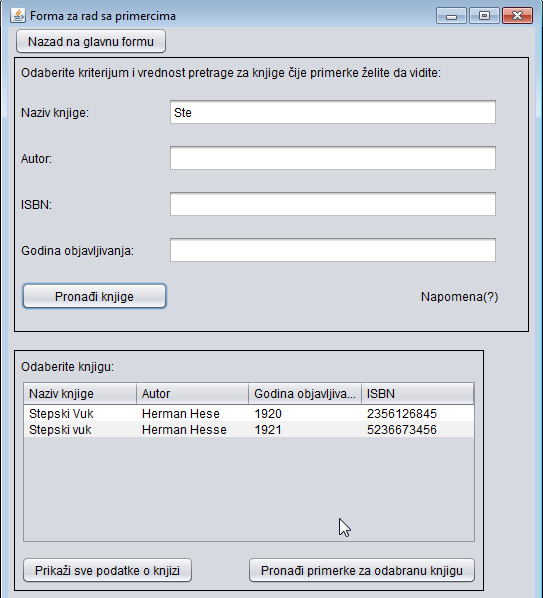 Forma za rad sa primercima
Nazad na glavnu formu
Odaberite kriterijum i vrednost pretrage za knjige čije primerke želite da vidite:
Naziv knjige: Ste
Autor:
ISBN:
Godina objavljivanja:
Pronađi knjige Napomena(?)
Odaberite knjigu:
Naziv knjige Autor Godina objavljiva... ISBN
Stepski Vuk Herman Hese 1920 2356126845
Stepski vuk Herman Hesse 1921 5236673456
Prikaži sve podatke o knjizi Pronađi primerke za odabranu knjigu